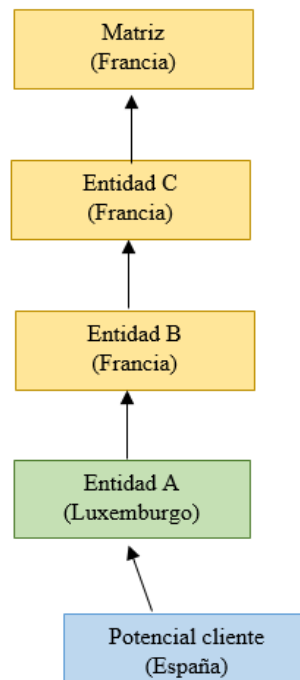 Matriz
(Francia)
Entidad C
(Francia)
Entidad B
(Francia)
Entidad A
(Luxemburgo)
Potencial cliente
(España)